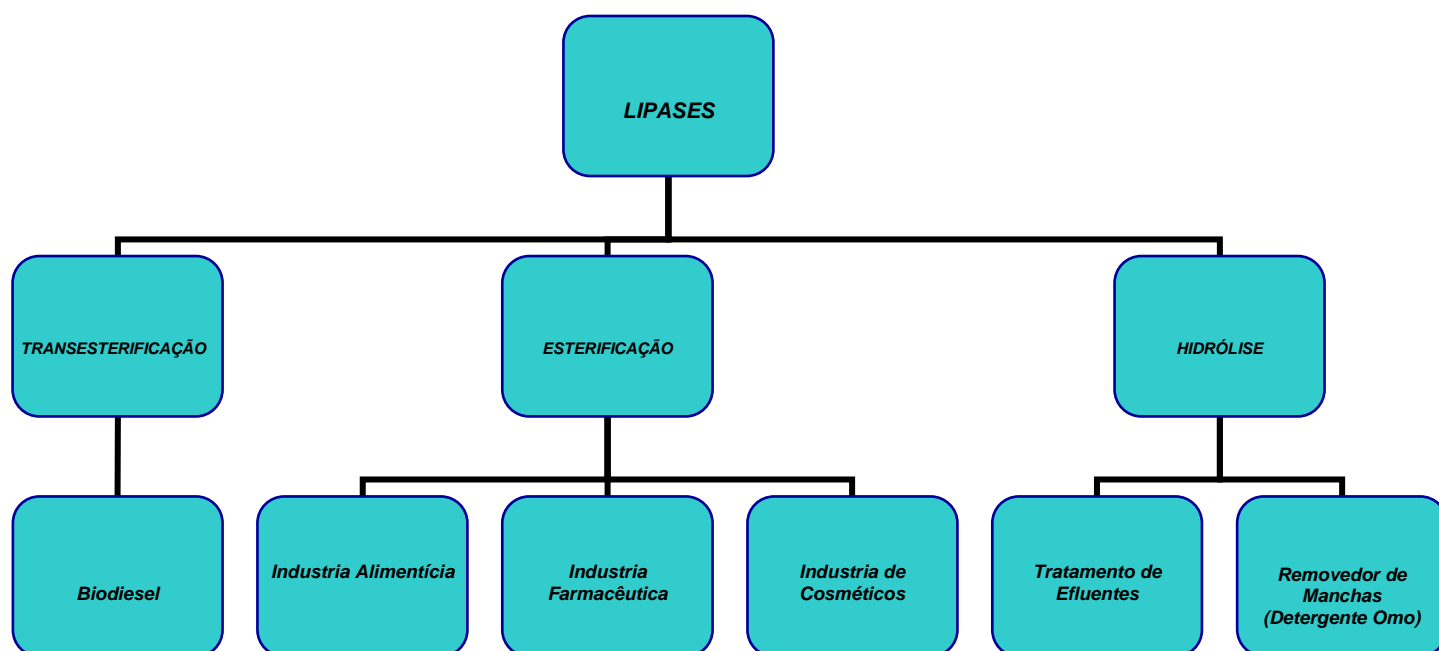 LIPASES
TRANSESTERIFICAÇÃO
ESTERIFICAÇÃO
HIDRÓLISE
Biodiesel
Industria Alimentícia
Industria
Farmacêutica
Industria de
Cosméticos
Tratamento de
Efluentes
Removedor de
Manchas
(Detergente Omo)